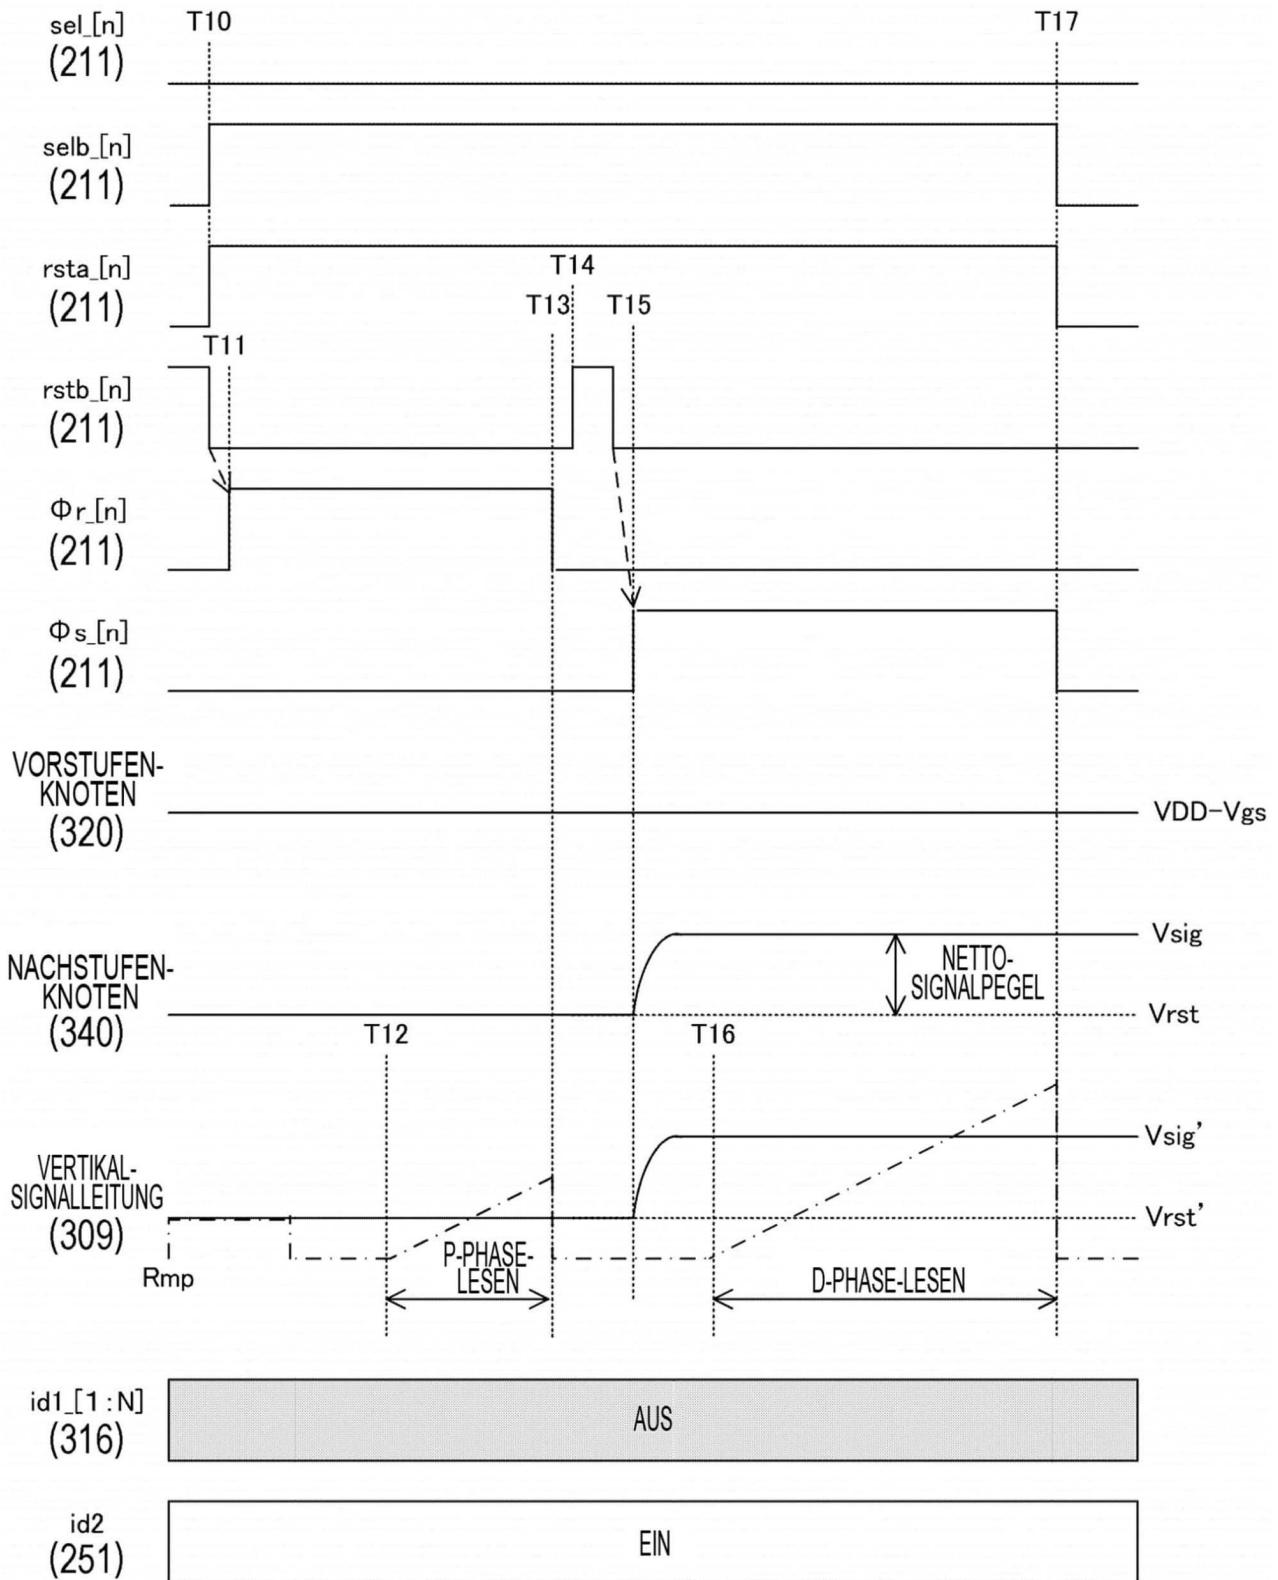 sel_[n]
(211)
T10
T17
selb_[n]
(211)
rsta_[n]
(211)
T14
T13
T15
T11
rstb_[n]
(211)
Φr_[n]
(211)
Φs_[n]
(211)
VORSTUFEN-
KNOTEN
(320)
VDD-Vgs
NACHSTUFEN-
KNOTEN
(340)
Vsig
NETTO-
SIGNALPEGEL
Vrst
T12
T16
VERTIKAL-
SIGNALLEITUNG
(309)
Vsig'
Vrst'
Rmp
P-PHASE-
LESEN
D-PHASE-LESEN
id1_[1:N]
(316)
AUS
id2
(251)
EIN